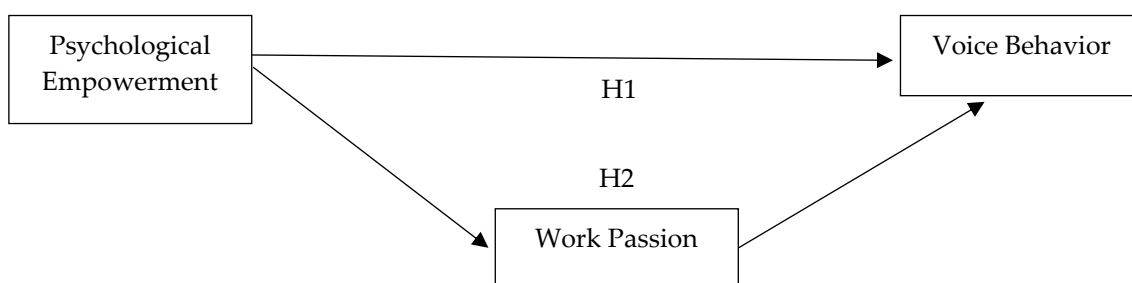 Psychological
Empowerment
Voice Behavior
H1
H2
Work Passion